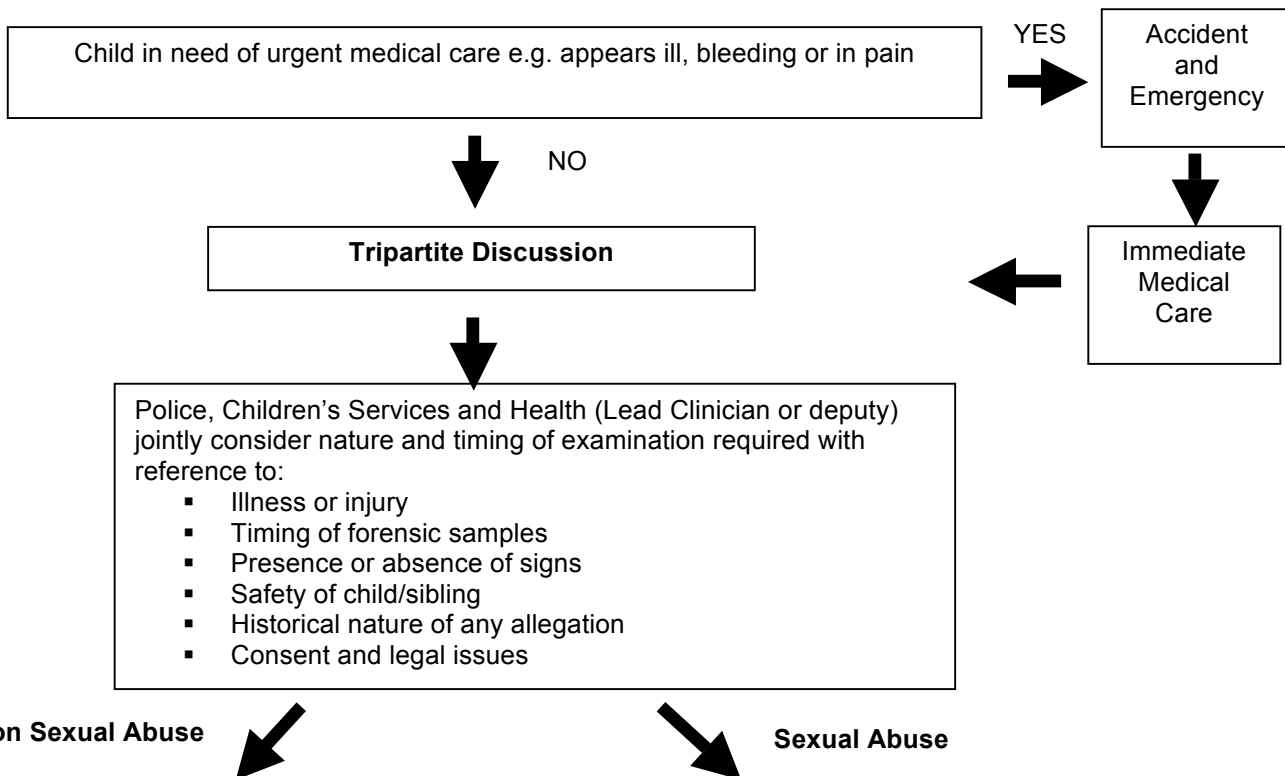 Child in need of urgent medical care e.g. appears ill, bleeding or in pain
YES
Accident
and
Emergency
NO
Tripartite Discussion
Immediate
Medical
Care
Police, Children’s Services and Health (Lead Clinician or deputy)
jointly consider nature and timing of examination required with
reference to:
▪ Illness or injury
▪ Timing of forensic samples
▪ Presence or absence of signs
▪ Safety of child/sibling
▪ Historical nature of any allegation
▪ Consent and legal issues
on Sexual Abuse
Sexual Abuse